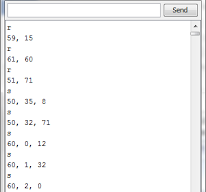 Send
r
59, 15
r
61, 60
r
51, 71
s
50, 35, 8
s
50, 32, 71
s
60, 0, 12
s
60, 1, 32
s
60, 2, 0